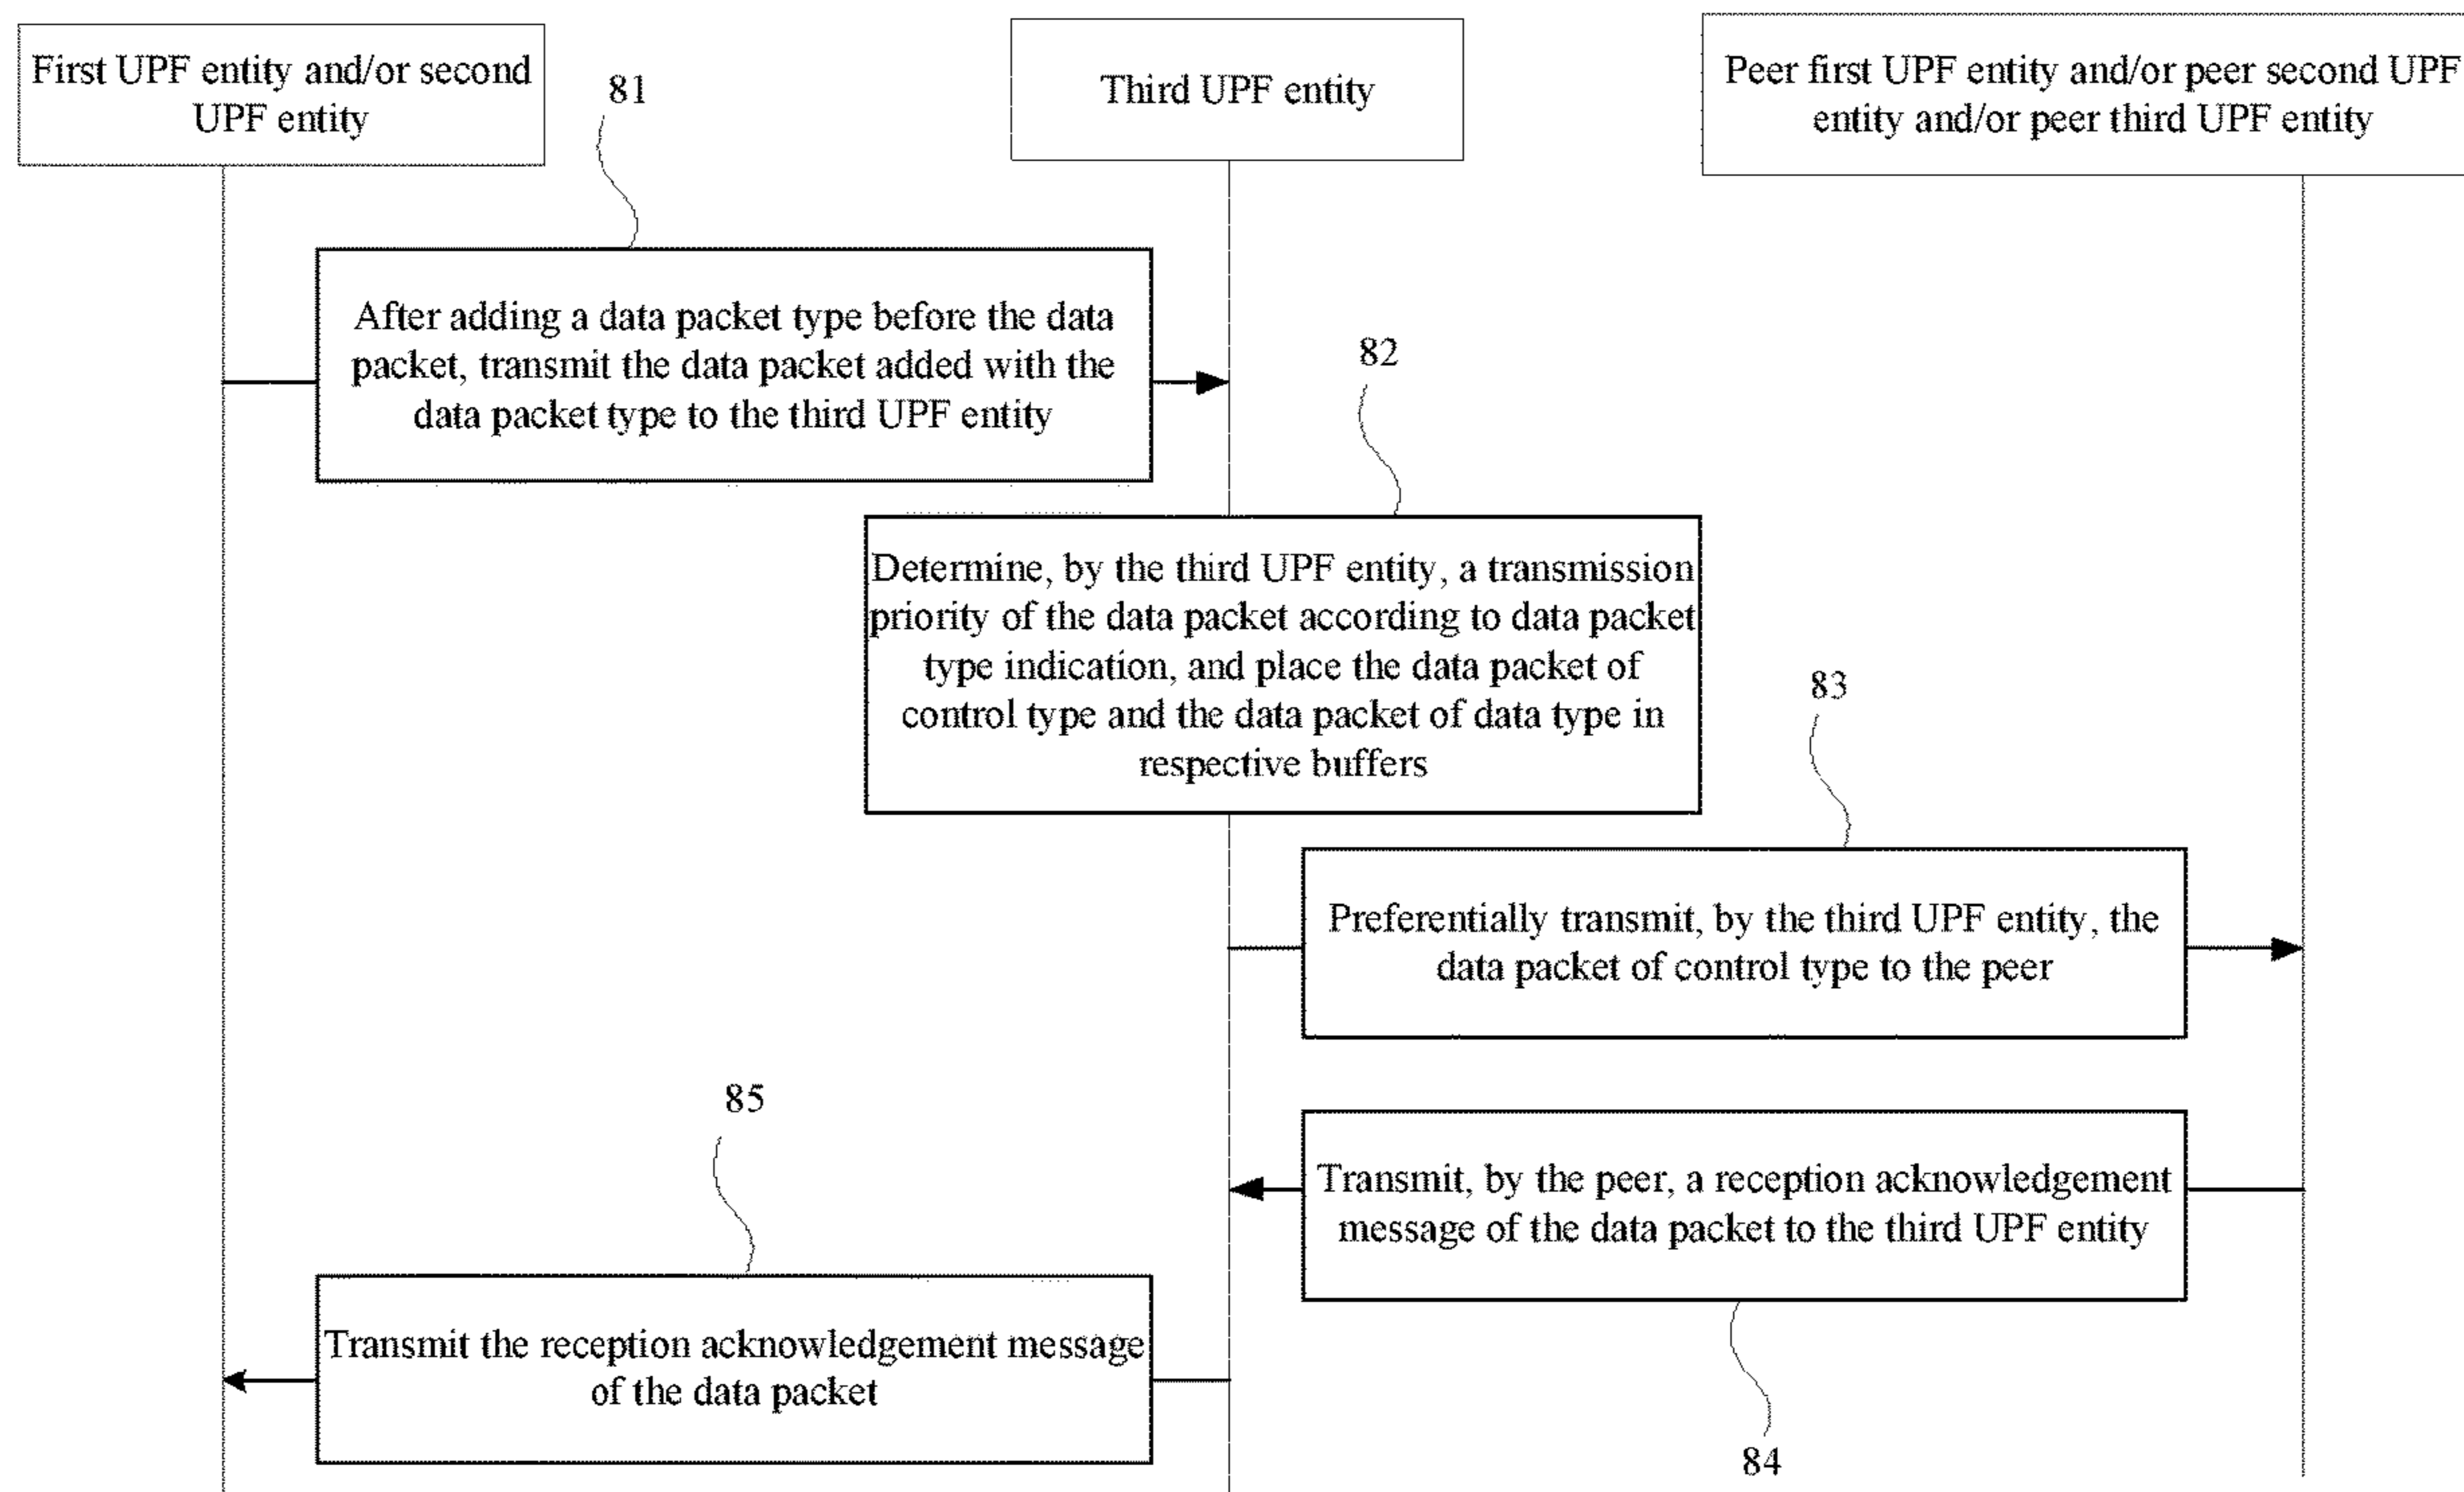 First UPF entity and/or second
UPF entity
Third UPF entity
Peer first UPF entity and/or peer second UPF
entity and/or peer third UPF entity
81
After adding a data packet type before the data
packet, transmit the data packet added with the
data packet type to the third UPF entity
82
Determine, by the third UPF entity, a transmission
priority of the data packet according to data packet
type indication, and place the data packet of
control type and the data packet of data type in
respective buffers
83
Preferentially transmit, by the third UPF entity, the
data packet of control type to the peer
Transmit, by the peer, a reception acknowledgement
message of the data packet to the third UPF entity
84
85
Transmit the reception acknowledgement message
of the data packet